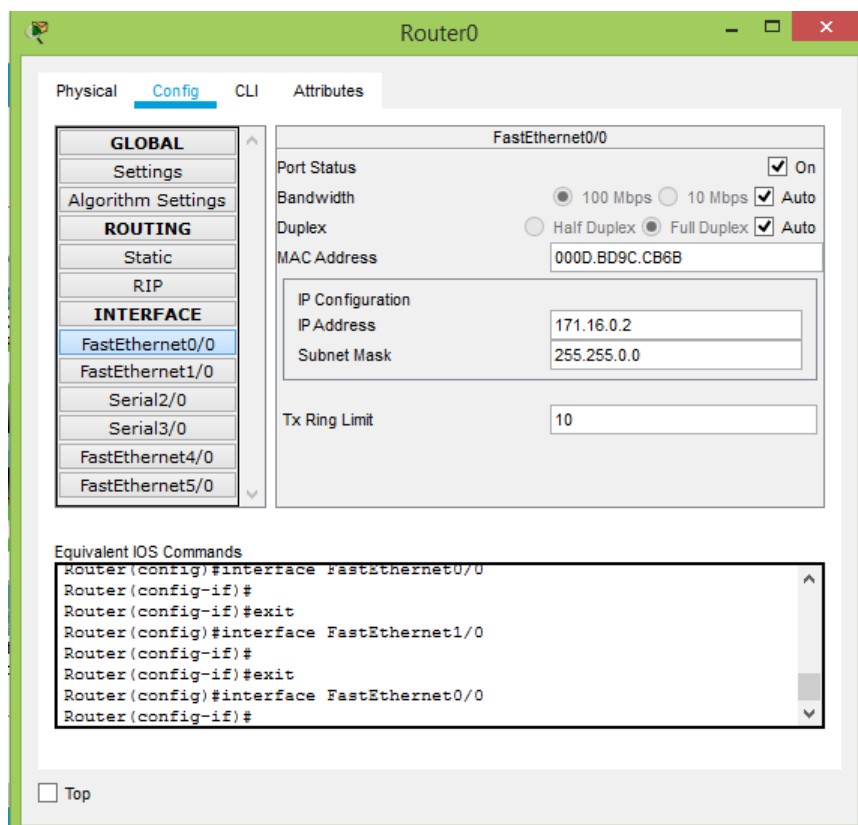 Router0
Physical Config CLI Attributes
GLOBAL
Settings
Algorithm Settings
ROUTING
Static
RIP
INTERFACE
FastEthernet0/0
FastEthernet1/0
Serial2/0
Serial3/0
FastEthernet4/0
FastEthernet5/0
FastEthernet0/0
Port Status On
Bandwidth 100 Mbps 10 Mbps Auto
Duplex Half Duplex Full Duplex Auto
MAC Address 000D.BD9C.CB6B
IP Configuration
IP Address 171.16.0.2
Subnet Mask 255.255.0.0
Tx Ring Limit 10
Equivalent IOS Commands
Router(config)#interface FastEthernet0/0
Router(config-if)#
Router(config-if)#exit
Router(config)#interface FastEthernet1/0
Router(config-if)#
Router(config-if)#exit
Router(config)#interface FastEthernet0/0
Router(config-if)#
Top